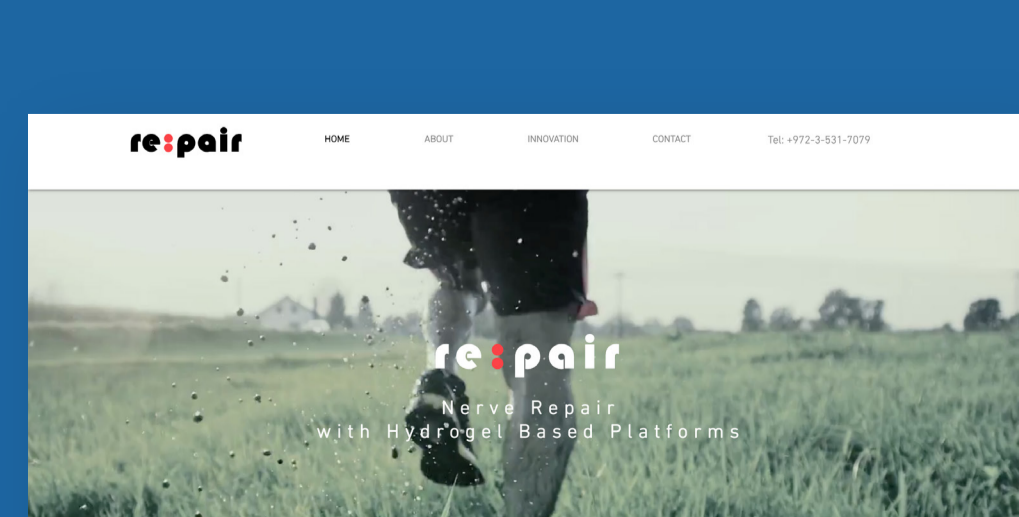 re:pair
HOME
ABOUT
INNOVATION
CONTACT
Tel: +972-3-531-7079
re:pair
Nerve Repair
with Hydrogel Based Platforms